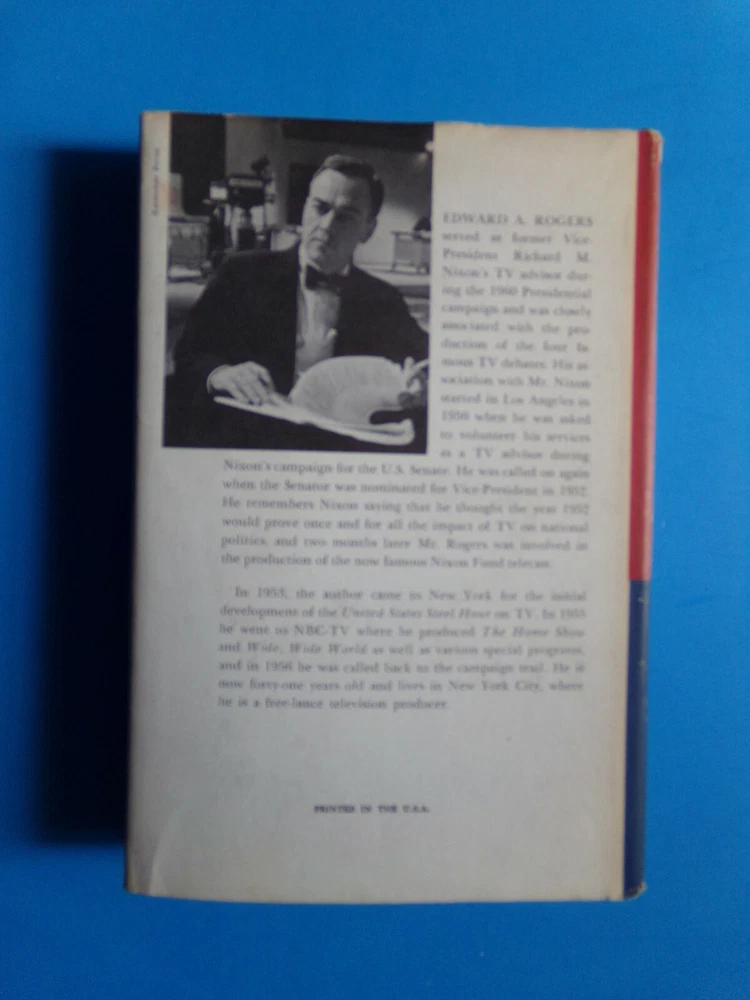 EDWARD A. ROGERS
served as former Vice-
President Richard M.
Nixon's TV advisor dur-
ing the 1960 Presidential
campaign and was closely
associated with the pro-
duction of the four fa-
mous TV debates. His as-
sociation with Mr. Nixon
started in Los Angeles in
1950 when he was asked
to volunteer his services
as a TV advisor during
Nixon's campaign for the U.S. Senate. He was called on again
when the Senator was nominated for Vice-President in 1952.
He remembers Nixon saying that he thought the year 1952
would prove once and for all the impact of TV on national
politics, and two months later Mr. Rogers was involved in
the production of the now famous Nixon Fund telecast.
In 1953, the author came to New York for the initial
development of the United States Steel Hour on TV. In 1955
he went to NBC-TV where he produced The Home Show
and Wide, Wide World as well as various special programs,
and in 1956 he was called back to the campaign trail. He is
now forty-one years old and lives in New York City, where
he is a free-lance television producer.
PRINTED IN THE U.S.A.